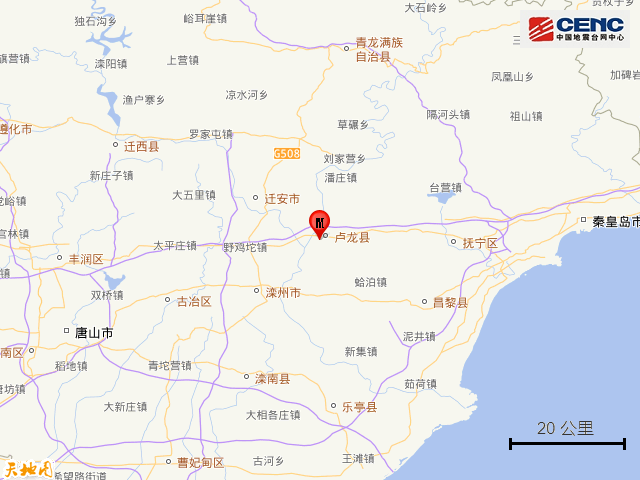 独石沟乡
峪耳崖镇
大石岭乡
CENC
中国地震台网中心
青龙满族
自治县
滦阳镇
上营镇
凤凰山乡
加碑岩
渔户寨乡
凉水河乡
隔河头镇
祖山镇
遵化市
罗家屯镇
草碾乡
迁西县
G508
刘家营乡
新庄子镇
潘庄镇
大五里镇
迁安市
台营镇
官林镇
秦皇岛市
卢龙县
抚宁区
太平庄镇
野鸡坨镇
丰润区
双桥镇
滦州市
蛤泊镇
古冶区
昌黎县
唐山市
泥井镇
南区
新集镇
稻地镇
青坨营镇
滦南县
茹荷镇
大新庄镇
大相各庄镇
乐亭县
20 公里
天地图
曹妃甸区
古河乡
王滩镇
希望路街道